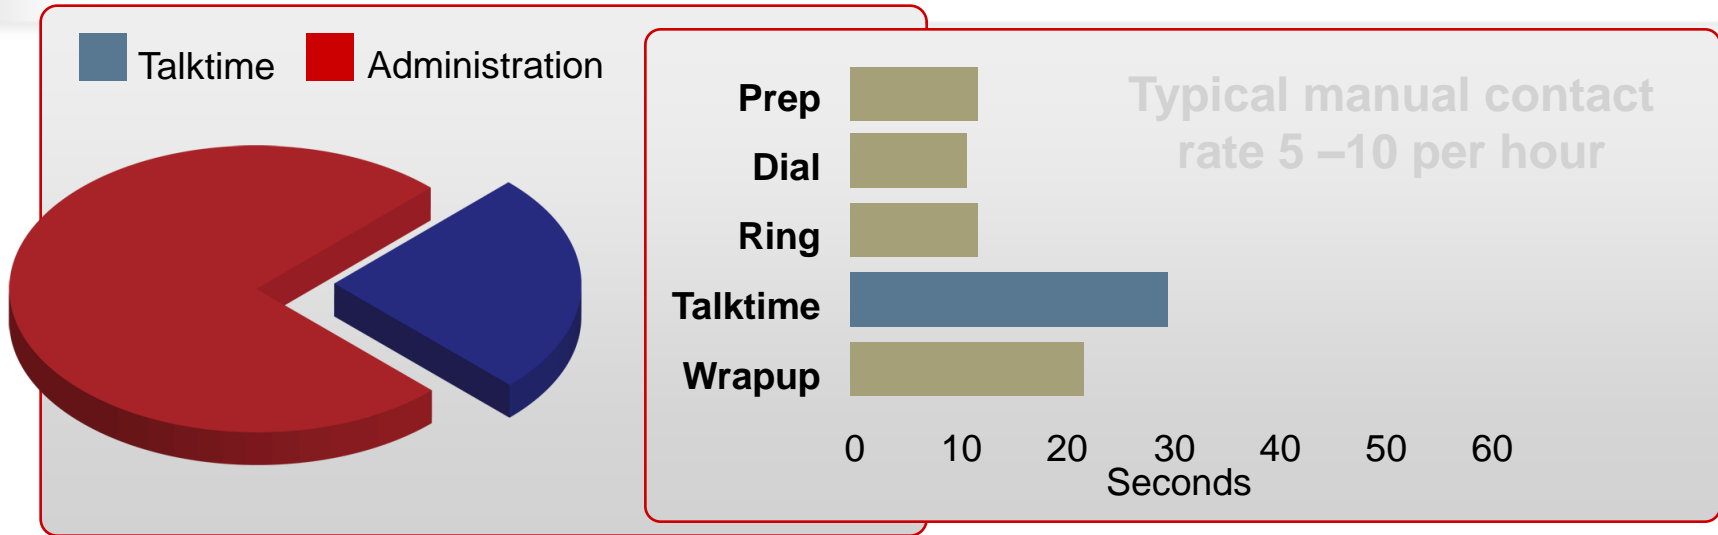 Talktime Administration
Typical manual contact
rate 5 –10 per hour
Prep
Dial
Ring
Talktime
Wrapup
0 10 20 30 40 50 60
Seconds